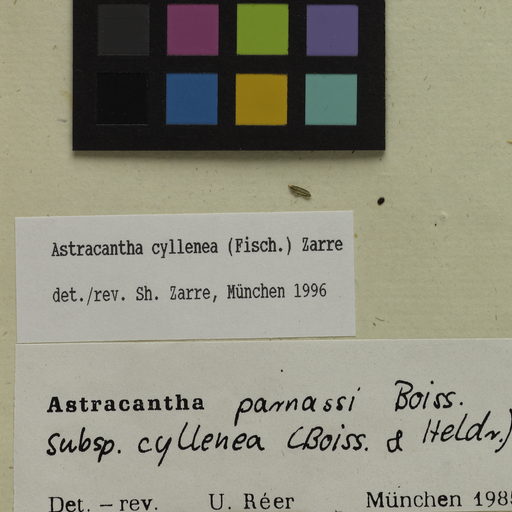 Astracantha cyllenea (Fisch.) Zarre
det./rev. Sh. Zarre, München 1996
Astracantha parnassi Boiss.
subsp. cyllenea (Boiss. & Heldr.)
Det. – rev. U. Réer München 198